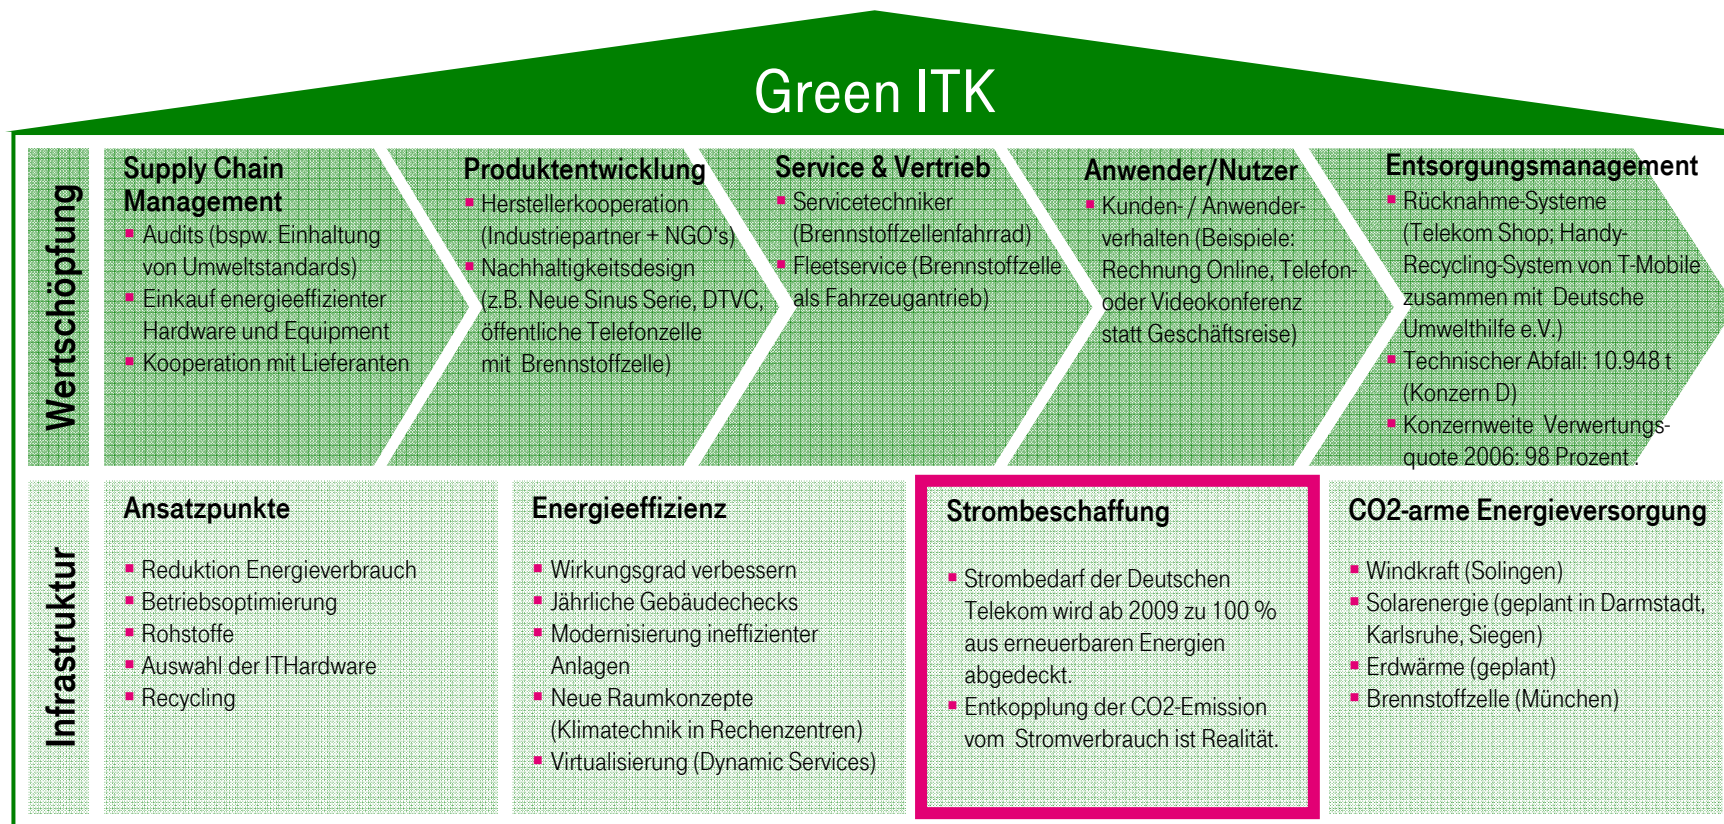 Green ITK
Wertschöpfung
Supply Chain
Management
▪ Audits (bspw. Einhaltung
von Umweltstandards)
▪ Einkauf energieeffizienter
Hardware und Equipment
▪ Kooperation mit Lieferanten
Produktentwicklung
▪ Herstellerkooperation
(Industriepartner + NGO's)
▪ Nachhaltigkeitsdesign
(z.B. Neue Sinus Serie, DTVC,
öffentliche Telefonzelle
mit Brennstoffzelle)
Service & Vertrieb
▪ Servicetechniker
(Brennstoffzellenfahrrad)
▪ Fleetservice (Brennstoffzelle
als Fahrzeugantrieb)
Anwender/Nutzer
▪ Kunden- / Anwender-
verhalten (Beispiele:
Rechnung Online, Telefon-
oder Videokonferenz
statt Geschäftsreise)
Entsorgungsmanagement
▪ Rücknahme-Systeme
(Telekom Shop; Handy-
Recycling-System von T-Mobile
zusammen mit Deutsche
Umwelthilfe e.V.)
▪ Technischer Abfall: 10.948 t
(Konzern D)
▪ Konzernweite Verwertungs-
quote 2006: 98 Prozent .
Infrastruktur
Ansatzpunkte
▪ Reduktion Energieverbrauch
▪ Betriebsoptimierung
▪ Rohstoffe
▪ Auswahl der ITHardware
▪ Recycling
Energieeffizienz
▪ Wirkungsgrad verbessern
▪ Jährliche Gebäudechecks
▪ Modernisierung ineffizienter
Anlagen
▪ Neue Raumkonzepte
(Klimatechnik in Rechenzentren)
▪ Virtualisierung (Dynamic Services)
Strombeschaffung
▪ Strombedarf der Deutschen
Telekom wird ab 2009 zu 100 %
aus erneuerbaren Energien
abgedeckt.
▪ Entkopplung der CO2-Emission
vom Stromverbrauch ist Realität.
CO2-arme Energieversorgung
▪ Windkraft (Solingen)
▪ Solarenergie (geplant in Darmstadt,
Karlsruhe, Siegen)
▪ Erdwärme (geplant)
▪ Brennstoffzelle (München)